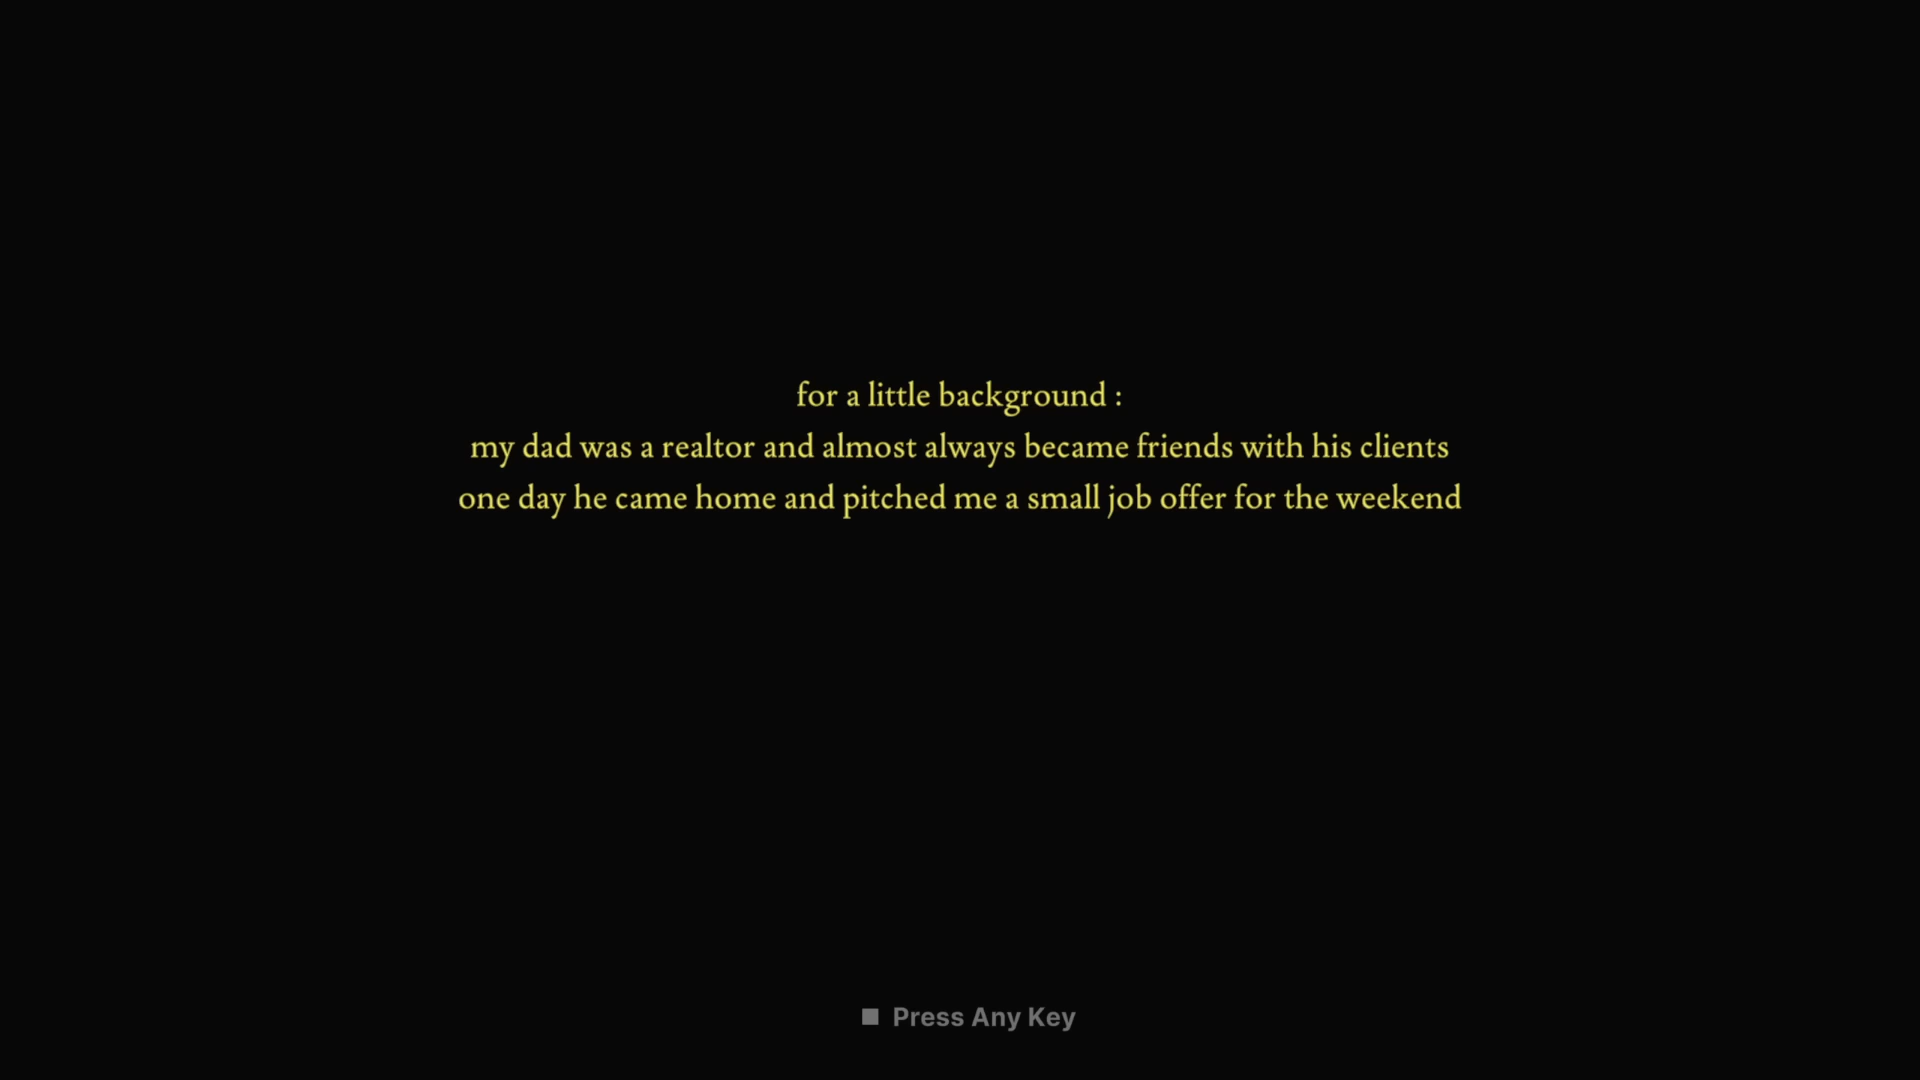 for a little background :
my dad was a realtor and almost always became friends with his clients
one day he came home and pitched me a small job offer for the weekend
Press Any Key